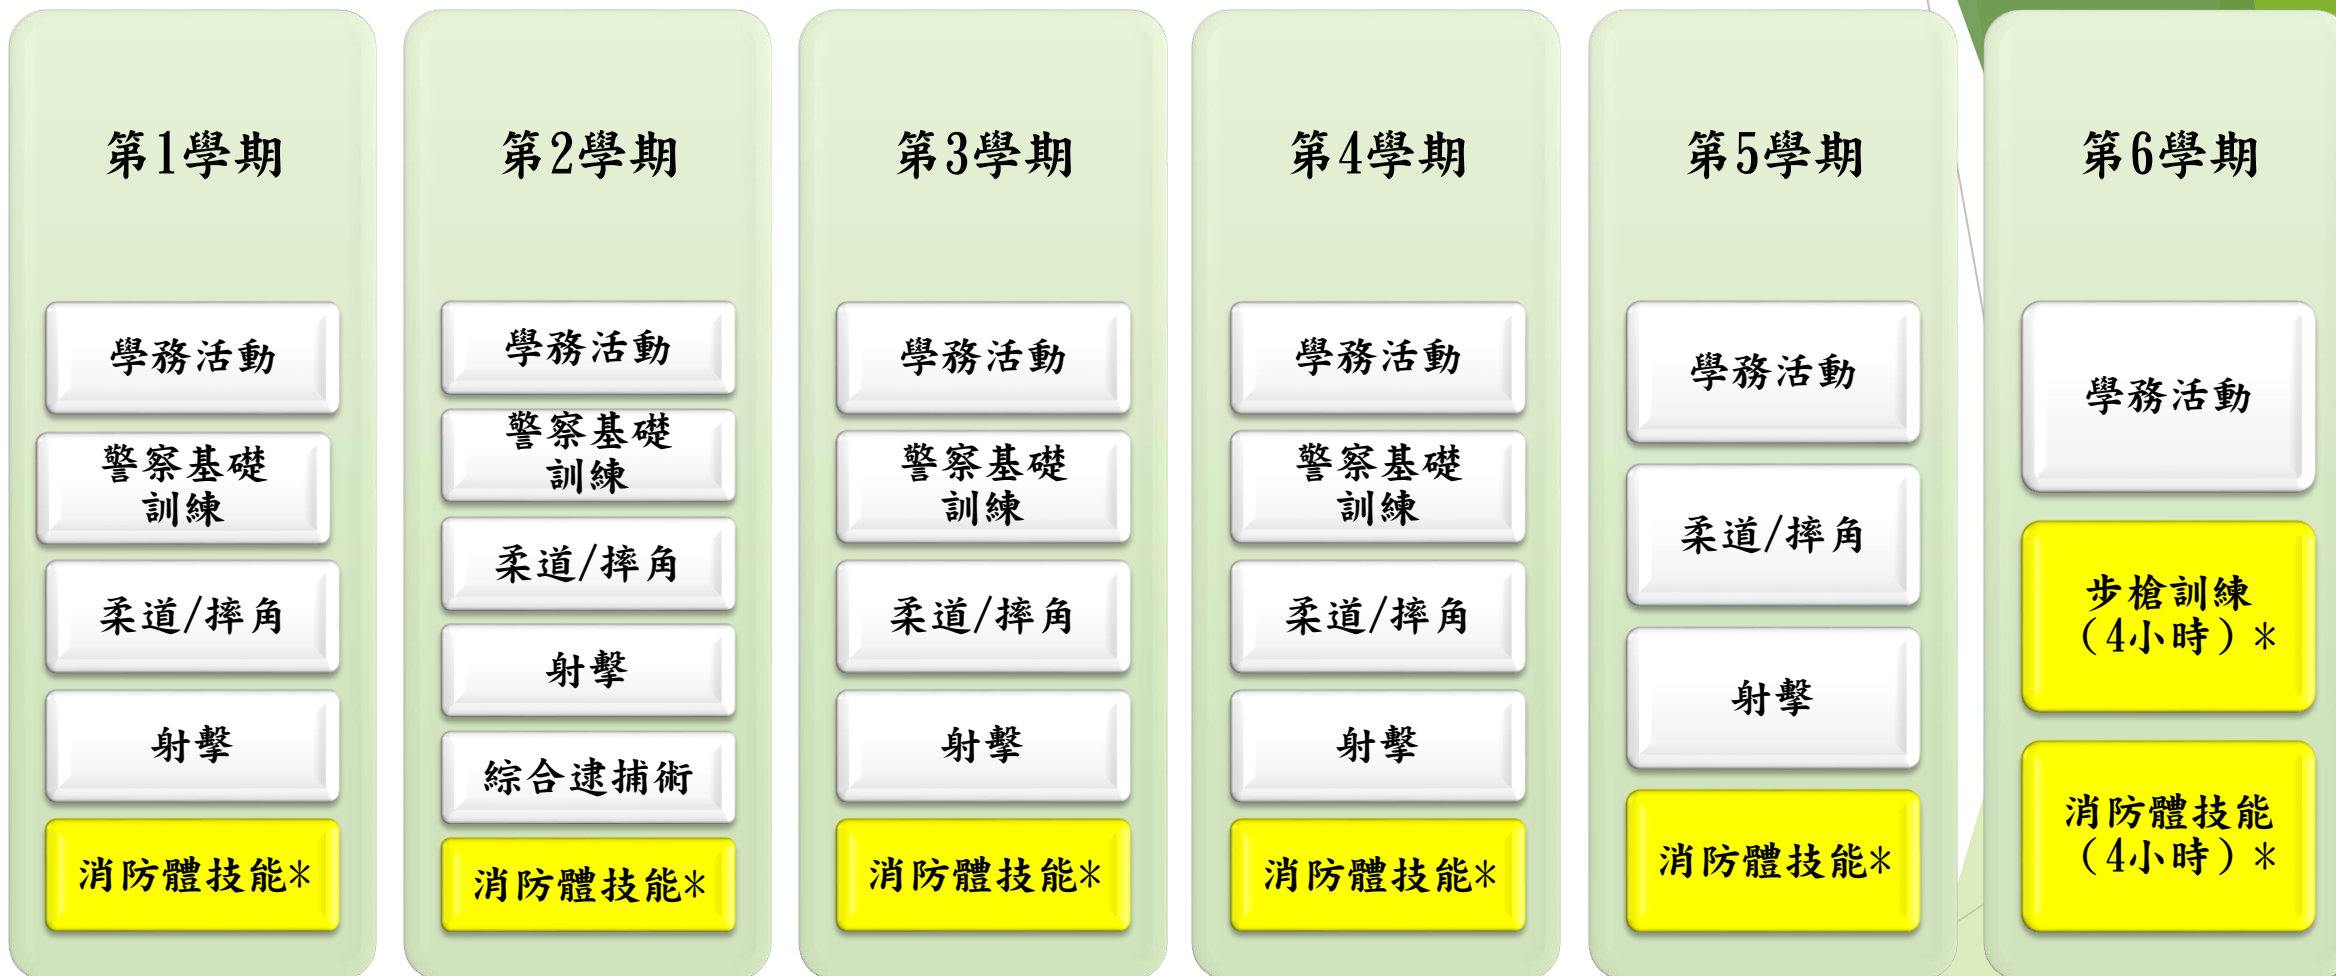 第1學期
學務活動
警察基礎
訓練
柔道/摔角
射擊
消防體技能*
第2學期
學務活動
警察基礎
訓練
柔道/摔角
射擊
綜合逮捕術
消防體技能*
第3學期
學務活動
警察基礎
訓練
柔道/摔角
射擊
消防體技能*
第4學期
學務活動
警察基礎
訓練
柔道/摔角
射擊
消防體技能*
第5學期
學務活動
柔道/摔角
射擊
消防體技能*
第6學期
學務活動
步槍訓練
（4小時）*
消防體技能
（4小時）*